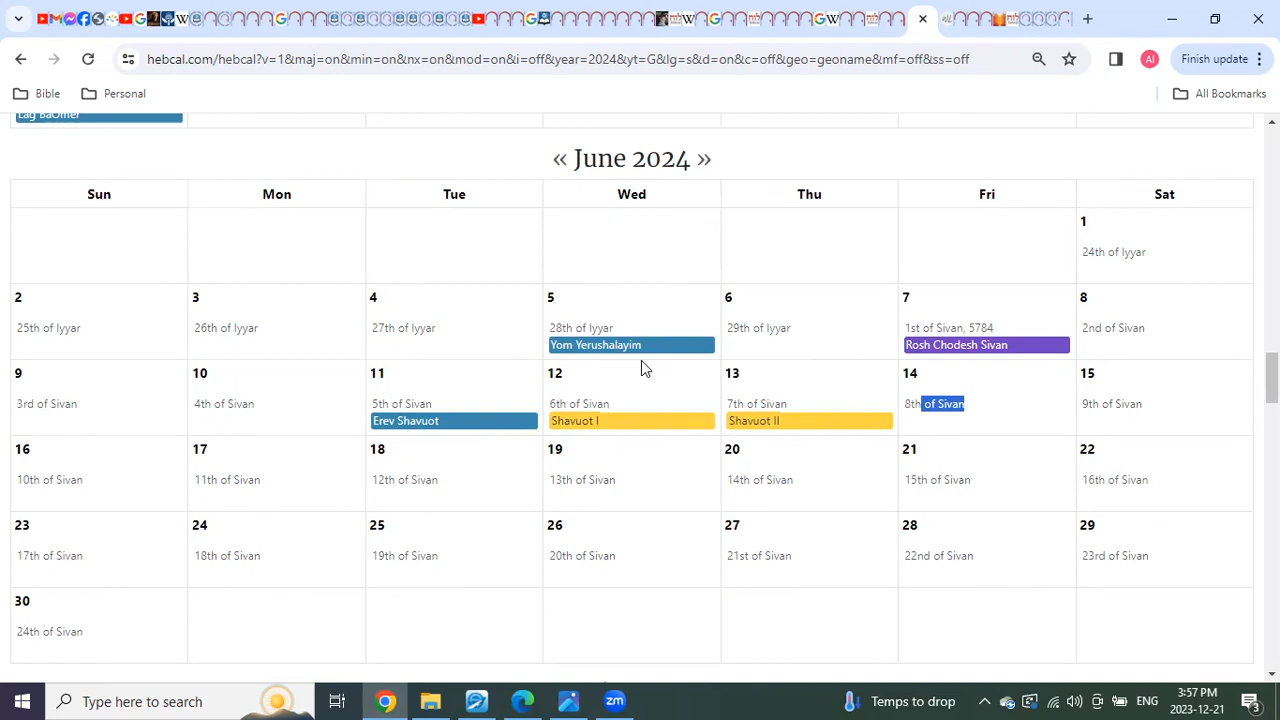 hebcal.com/hebcal?v=1&maj=on&min=on&nx=on&mod=on&i=off&year=2024&yt=G&lg=s&d=on&c=off&geo=geoname&mf=off&ss=off
AI
Finish update
Bible
Personal
All Bookmarks
Lag BaOmer
« June 2024 »
Sun Mon Tue Wed Thu Fri Sat
1
24th of Iyyar
2 3 4 5 6 7 8
25th of Iyyar 26th of Iyyar 27th of Iyyar 28th of Iyyar 29th of Iyyar 1st of Sivan, 5784 2nd of Sivan
Yom Yerushalayim Rosh Chodesh Sivan
9 10 11 12 13 14 15
3rd of Sivan 4th of Sivan 5th of Sivan 6th of Sivan 7th of Sivan 8th of Sivan 9th of Sivan
Erev Shavuot Shavuot I Shavuot II
16 17 18 19 20 21 22
10th of Sivan 11th of Sivan 12th of Sivan 13th of Sivan 14th of Sivan 15th of Sivan 16th of Sivan
23 24 25 26 27 28 29
17th of Sivan 18th of Sivan 19th of Sivan 20th of Sivan 21st of Sivan 22nd of Sivan 23rd of Sivan
30
24th of Sivan
Type here to search
zm
Temps to drop
ENG
3:57 PM
2023-12-21
3